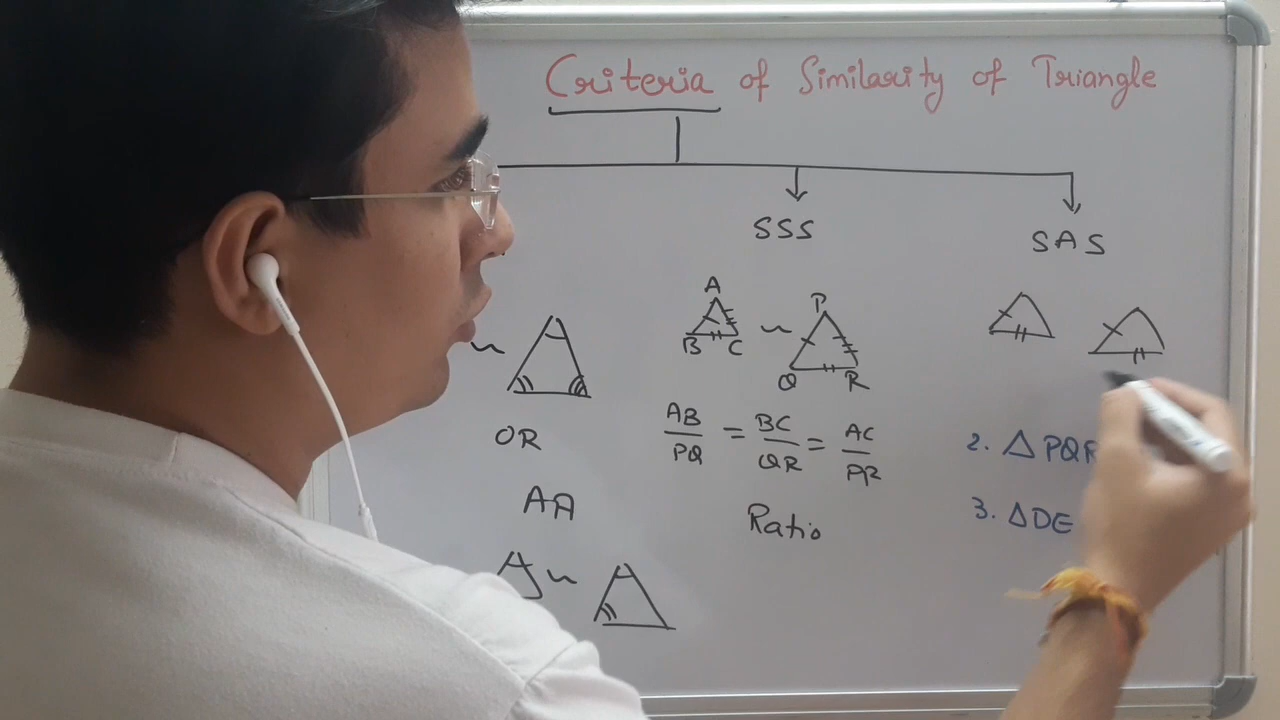 Criteria of Similarity of Triangle
SSS
SAS
A
B C
~
P
Q R
~
OR
AA
~
AB/PQ = BC/QR = AC/PR
Ratio
2. △PQR
3. △DE